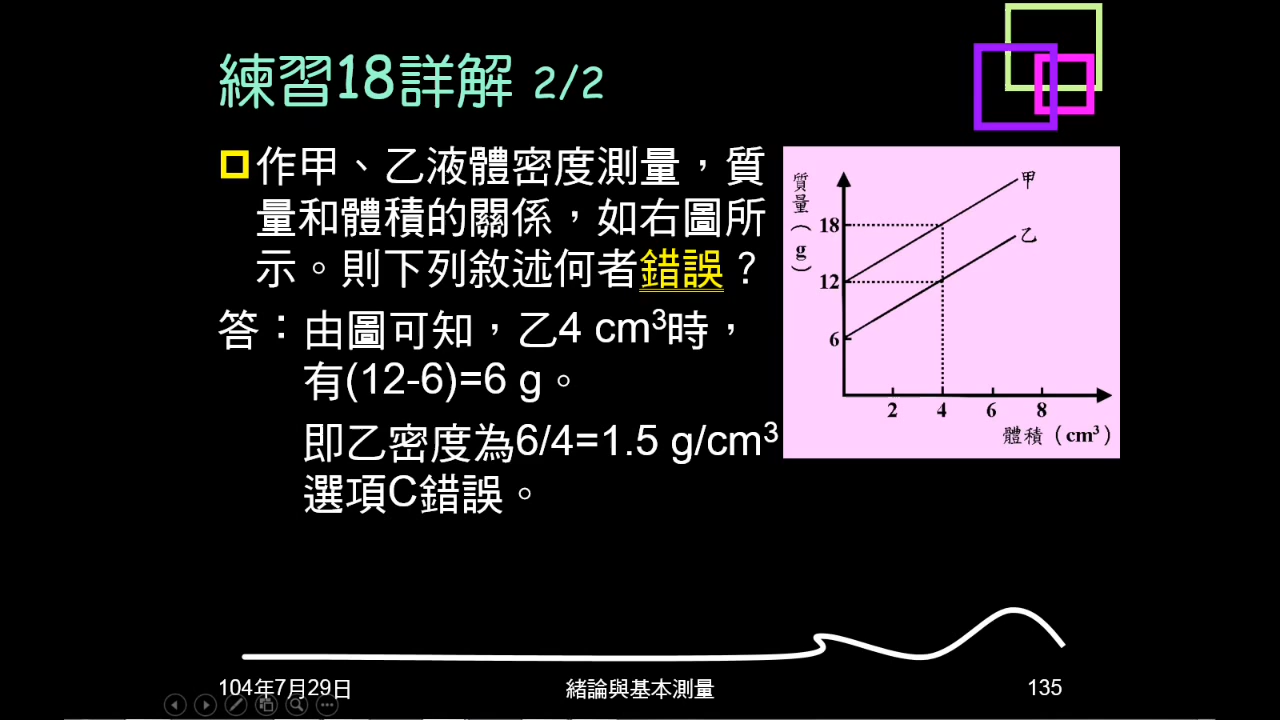 練習18詳解 2/2
作甲、乙液體密度測量，質
量和體積的關係，如右圖所
示。則下列敘述何者錯誤？
答：由圖可知，乙4 cm³時，
有(12-6)=6 g。
即乙密度為6/4=1.5 g/cm³
選項C錯誤。
質量（g）
甲
18
乙
12
6
2 4 6 8
體積（cm³）
104年7月29日
緒論與基本測量
135